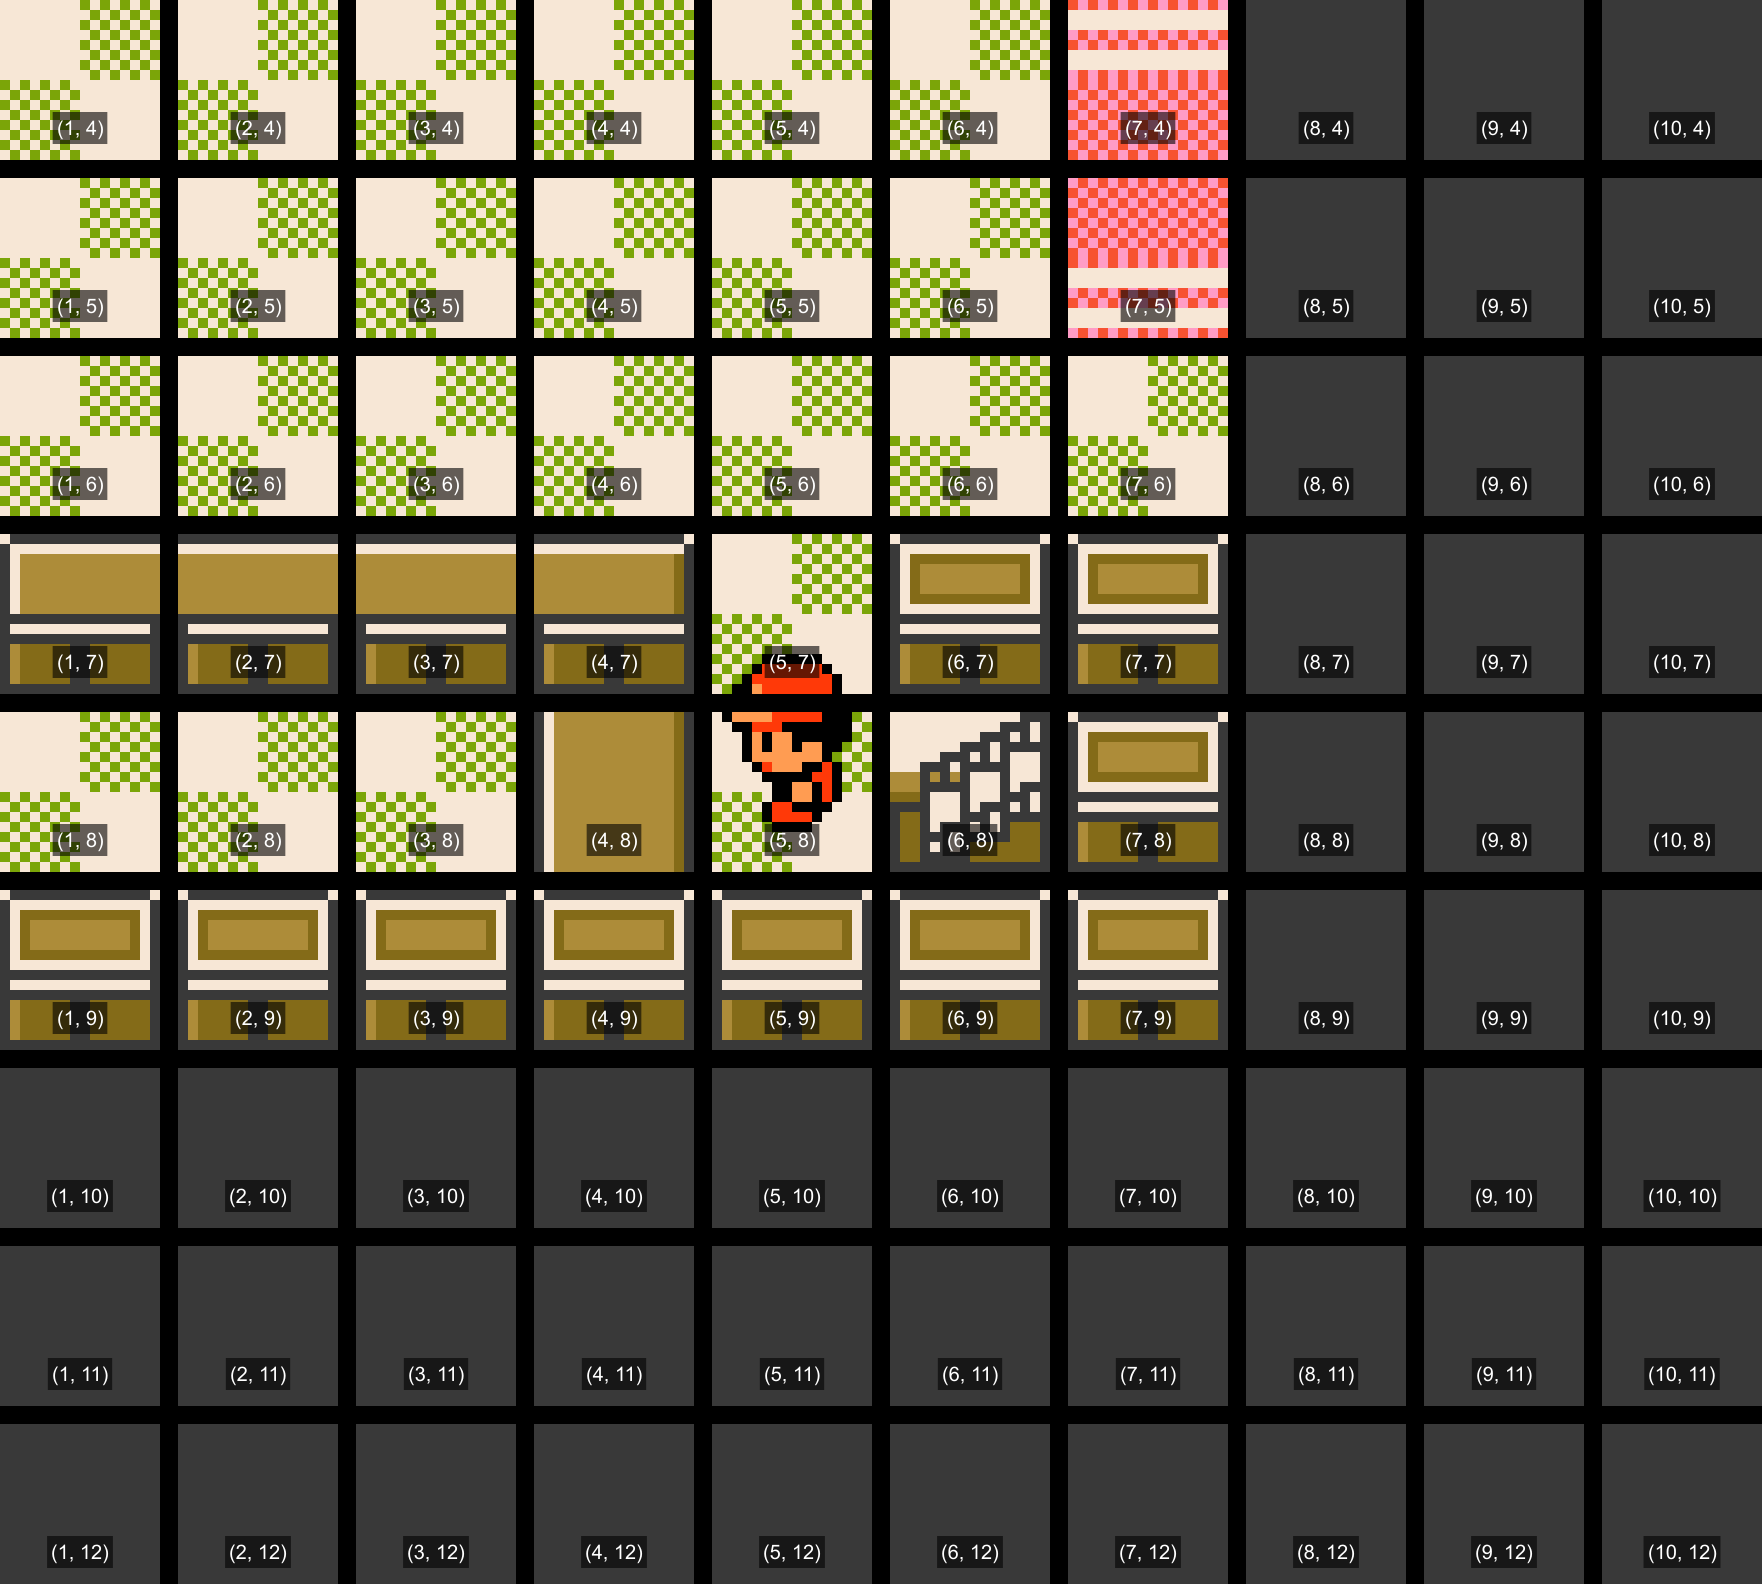 (1, 4) (2, 4) (3, 4) (4, 4) (5, 4) (6, 4) (7, 4) (8, 4) (9, 4) (10, 4)
(1, 5) (2, 5) (3, 5) (4, 5) (5, 5) (6, 5) (7, 5) (8, 5) (9, 5) (10, 5)
(1, 6) (2, 6) (3, 6) (4, 6) (5, 6) (6, 6) (7, 6) (8, 6) (9, 6) (10, 6)
(1, 7) (2, 7) (3, 7) (4, 7) (5, 7) (6, 7) (7, 7) (8, 7) (9, 7) (10, 7)
(1, 8) (2, 8) (3, 8) (4, 8) (5, 8) (6, 8) (7, 8) (8, 8) (9, 8) (10, 8)
(1, 9) (2, 9) (3, 9) (4, 9) (5, 9) (6, 9) (7, 9) (8, 9) (9, 9) (10, 9)
(1, 10) (2, 10) (3, 10) (4, 10) (5, 10) (6, 10) (7, 10) (8, 10) (9, 10) (10, 10)
(1, 11) (2, 11) (3, 11) (4, 11) (5, 11) (6, 11) (7, 11) (8, 11) (9, 11) (10, 11)
(1, 12) (2, 12) (3, 12) (4, 12) (5, 12) (6, 12) (7, 12) (8, 12) (9, 12) (10, 12)